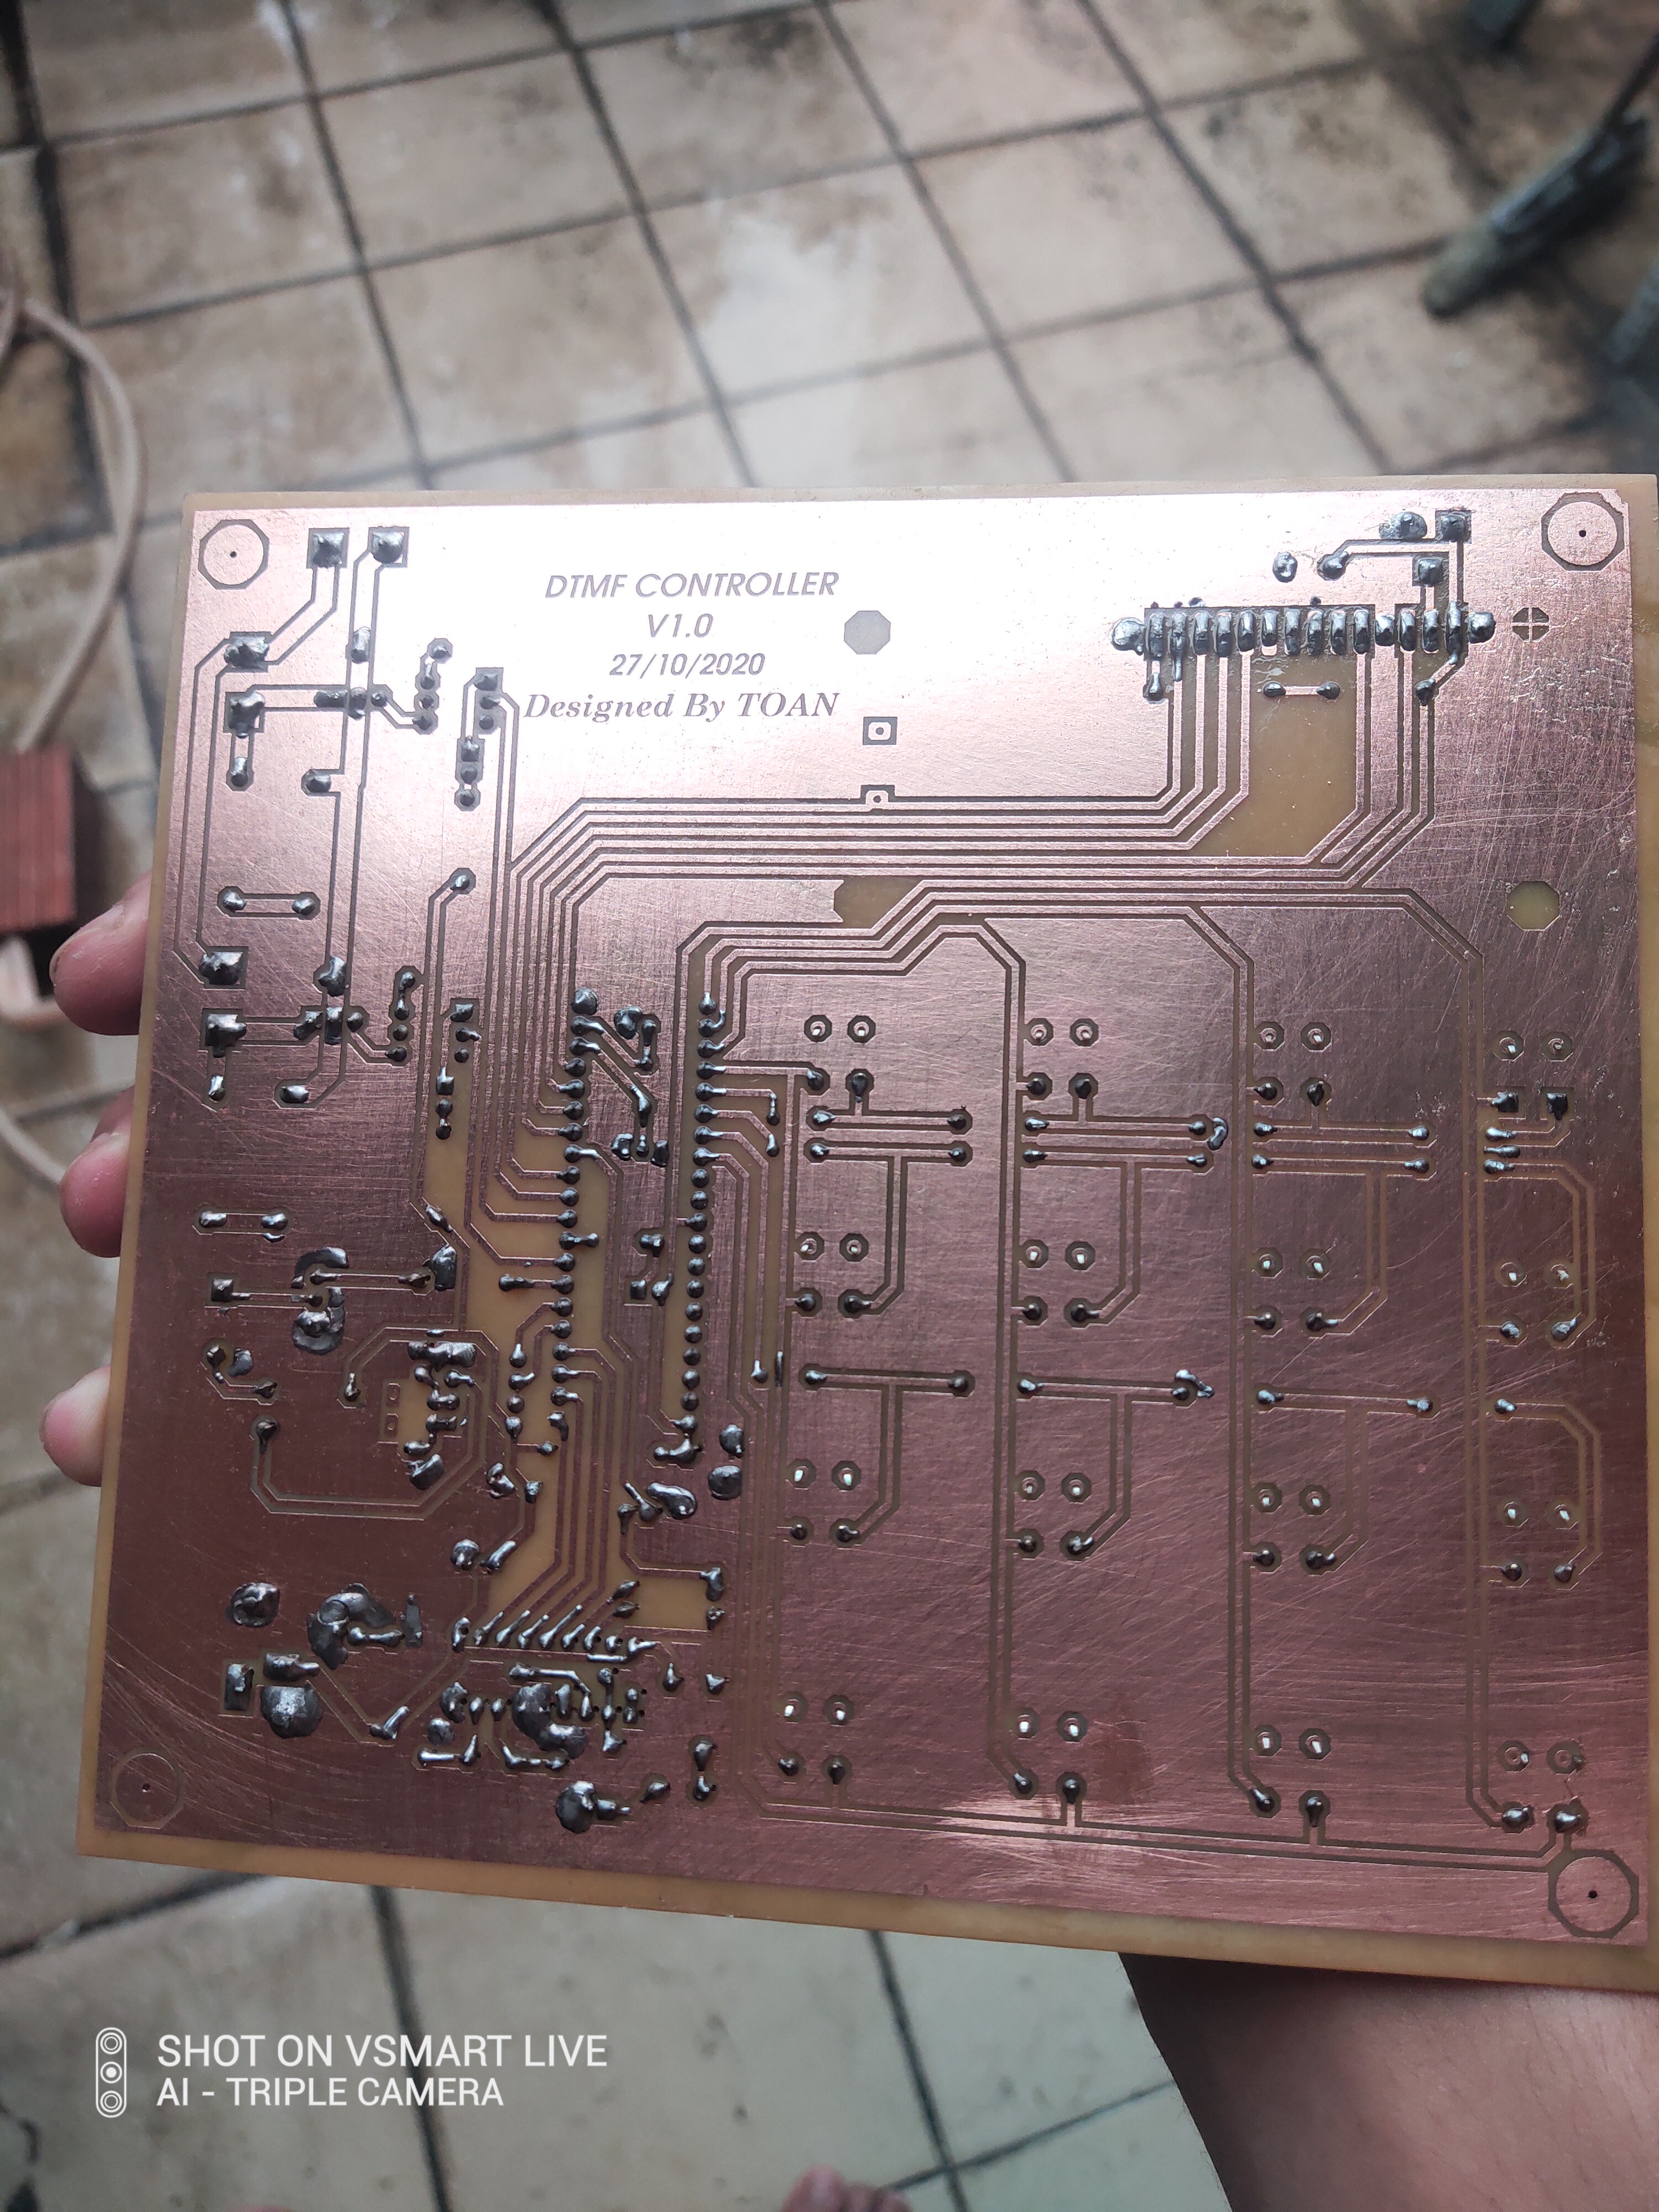 DTMF CONTROLLER
V1.0
27/10/2020
Designed By TOAN
SHOT ON VSMART LIVE
AI - TRIPLE CAMERA